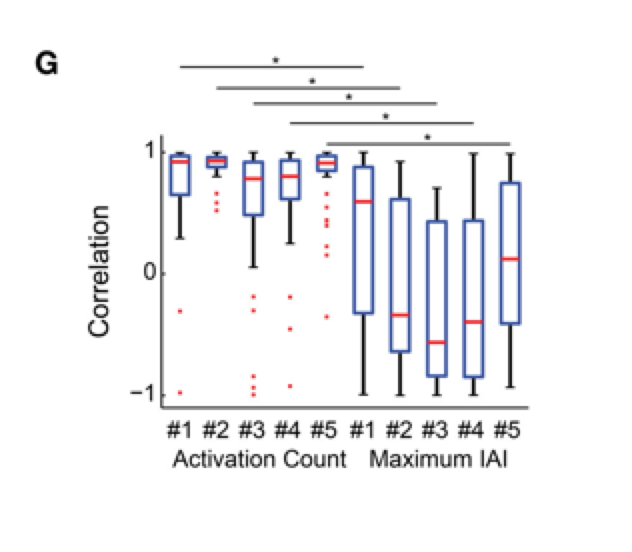 G
*
*
*
*
*
1
0
−1
Correlation
#1 #2 #3 #4 #5 #1 #2 #3 #4 #5
Activation Count Maximum IAI